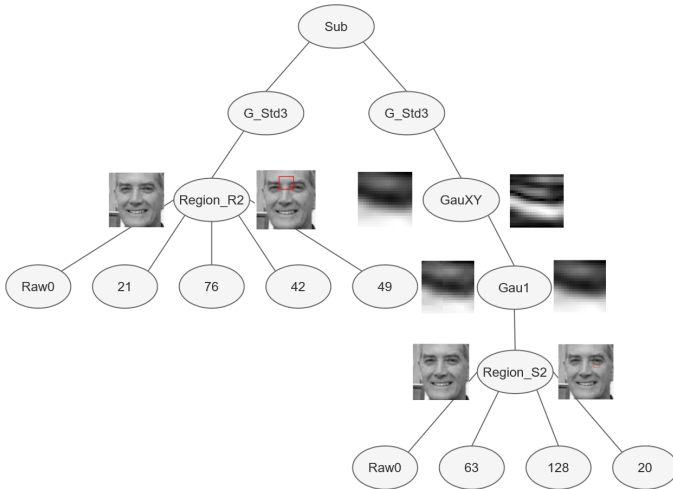 Sub
G_Std3 G_Std3
Region_R2 GauXY
Raw0 21 76 42 49 Gau1
Region_S2
Raw0 63 128 20